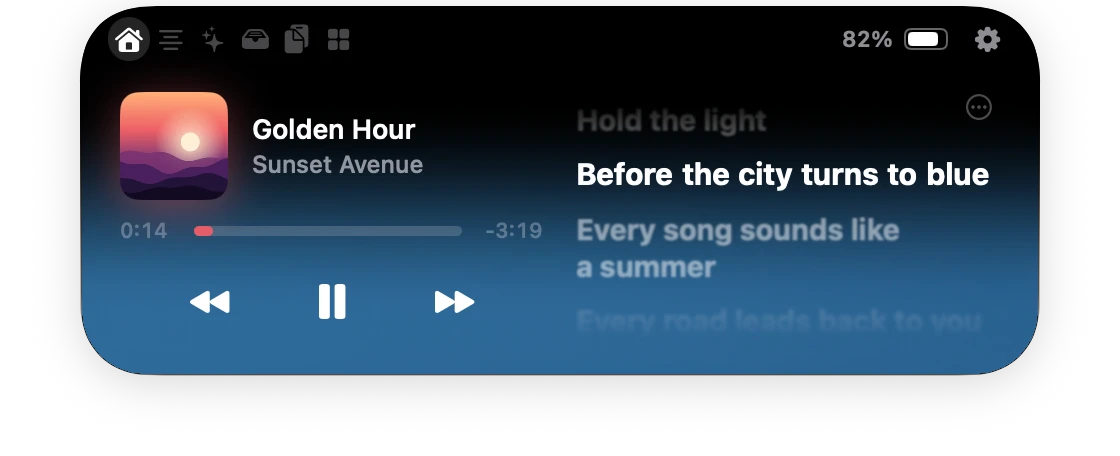 82%
Golden Hour
Sunset Avenue
0:14
-3:19
Hold the light
Before the city turns to blue
Every song sounds like
a summer
Every road leads back to you